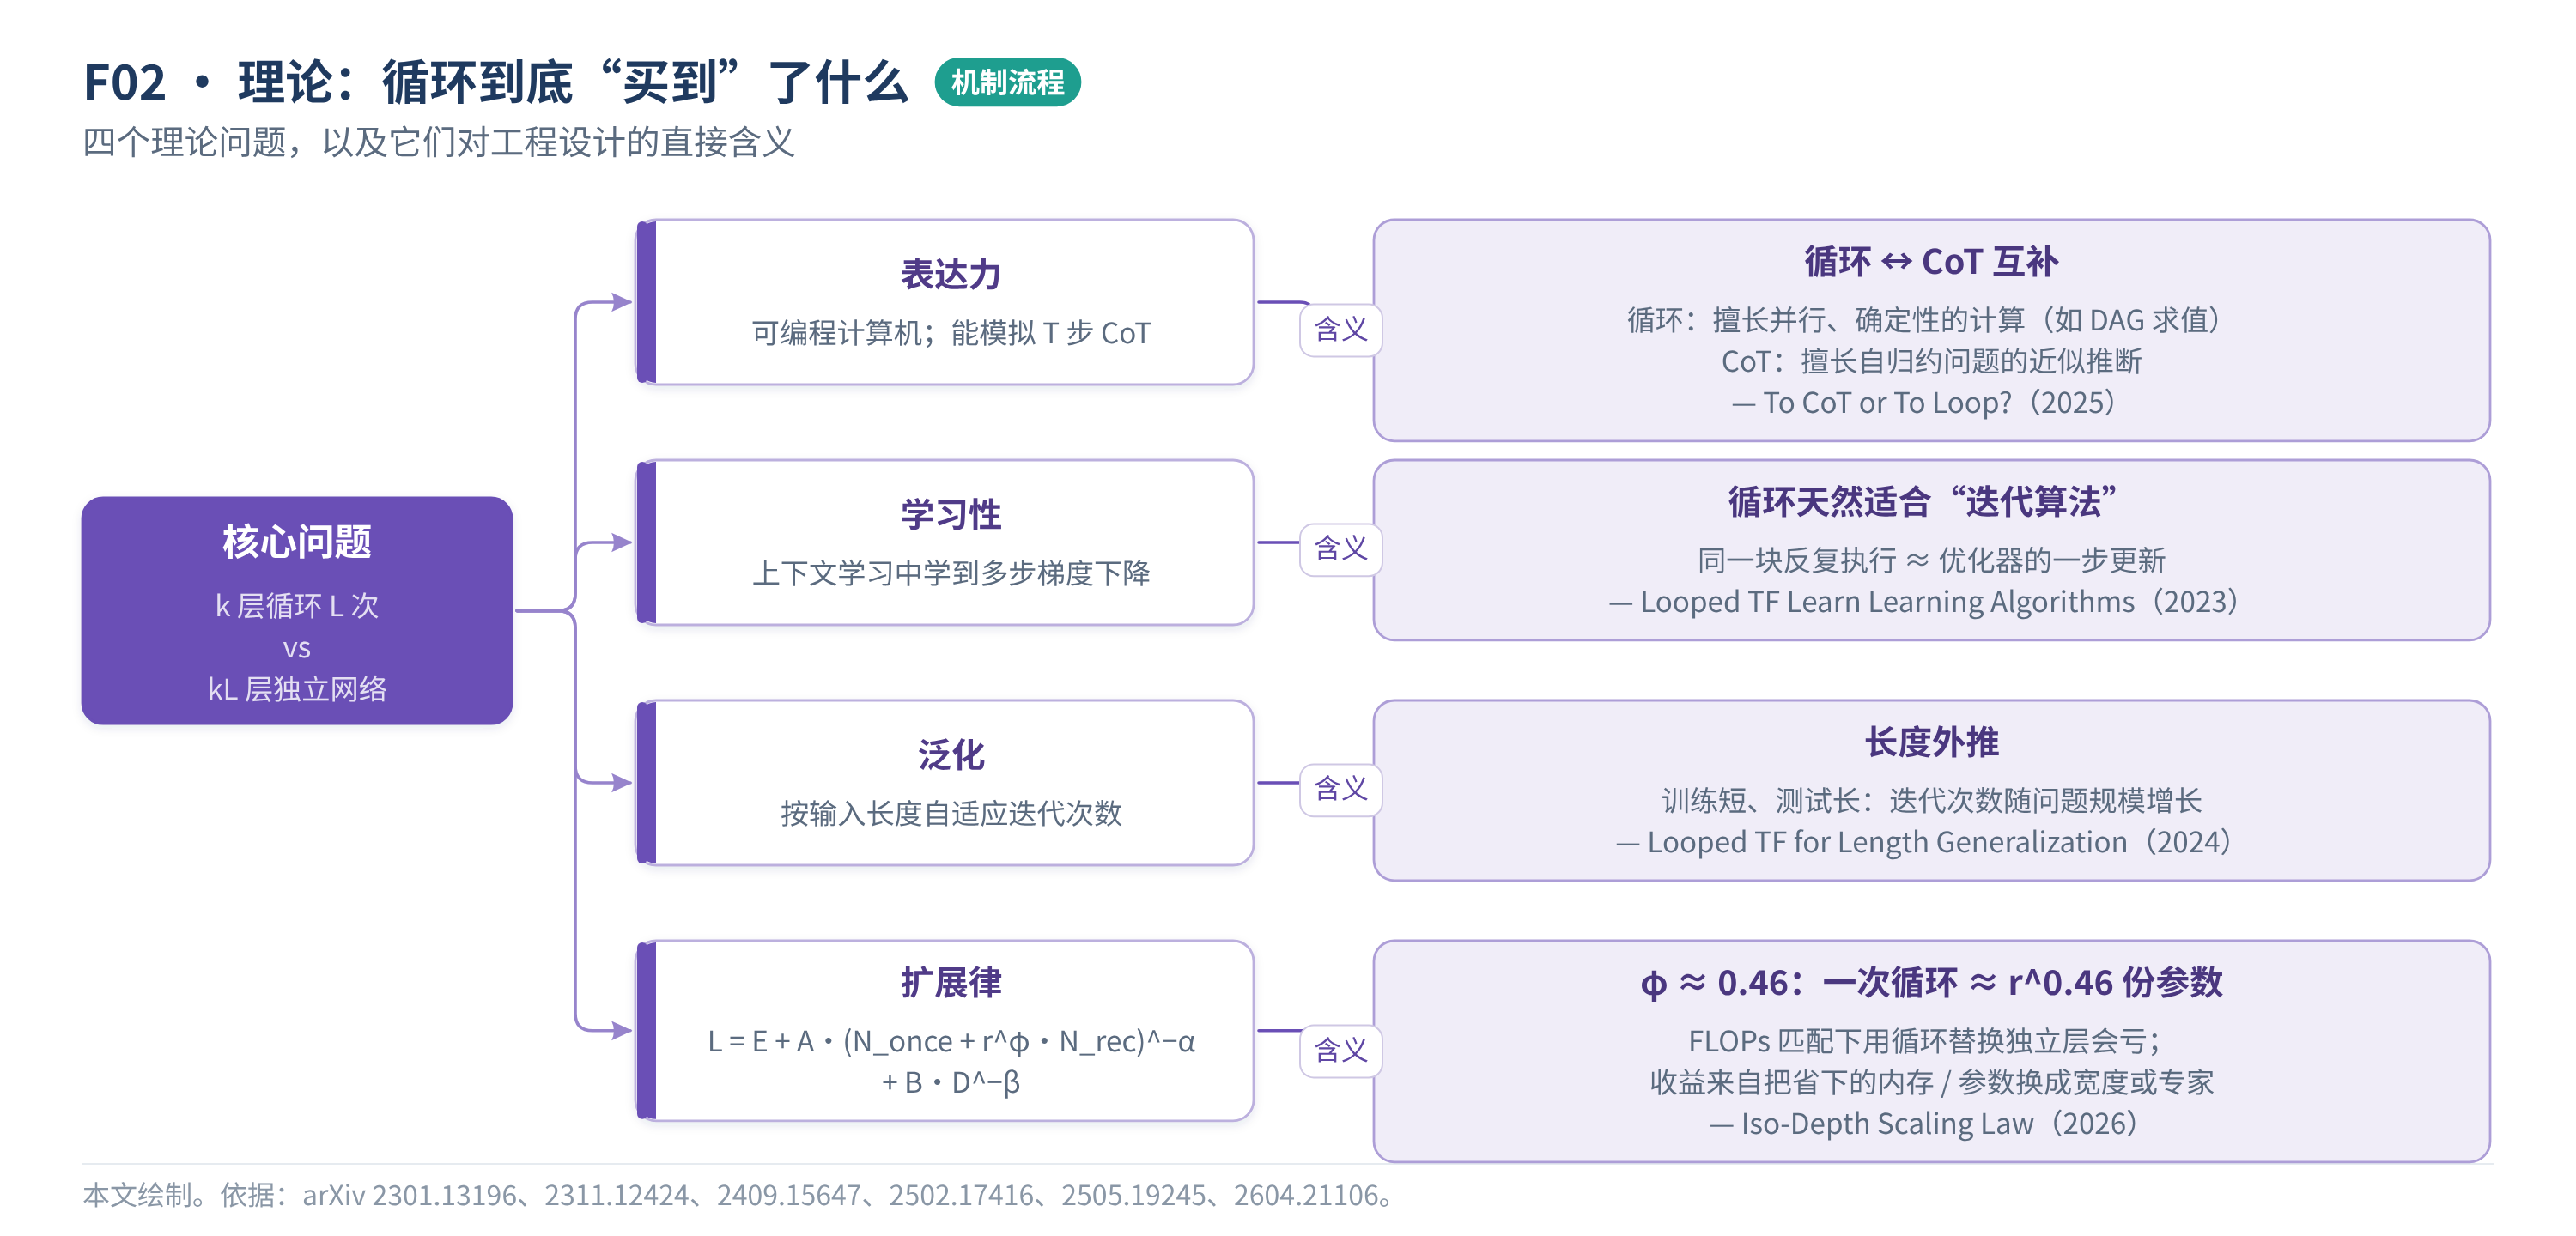 F02 · 理论：循环到底“买到”了什么 机制流程
四个理论问题，以及它们对工程设计的直接含义
核心问题
k 层循环 L 次
vs
kL 层独立网络
表达力
可编程计算机；能模拟 T 步 CoT
含义
循环 ↔ CoT 互补
循环：擅长并行、确定性的计算（如 DAG 求值）
CoT：擅长自归约问题的近似推断
— To CoT or To Loop?（2025）
学习性
上下文学习中学到多步梯度下降
含义
循环天然适合“迭代算法”
同一块反复执行 ≈ 优化器的一步更新
— Looped TF Learn Learning Algorithms（2023）
泛化
按输入长度自适应迭代次数
含义
长度外推
训练短、测试长：迭代次数随问题规模增长
— Looped TF for Length Generalization（2024）
扩展律
L = E + A · (N_once + r^φ · N_rec)^−α
+ B · D^−β
含义
φ ≈ 0.46：一次循环 ≈ r^0.46 份参数
FLOPs 匹配下用循环替换独立层会亏；
收益来自把省下的内存 / 参数换成宽度或专家
— Iso-Depth Scaling Law（2026）
本文绘制。依据：arXiv 2301.13196、2311.12424、2409.15647、2502.17416、2505.19245、2604.21106。